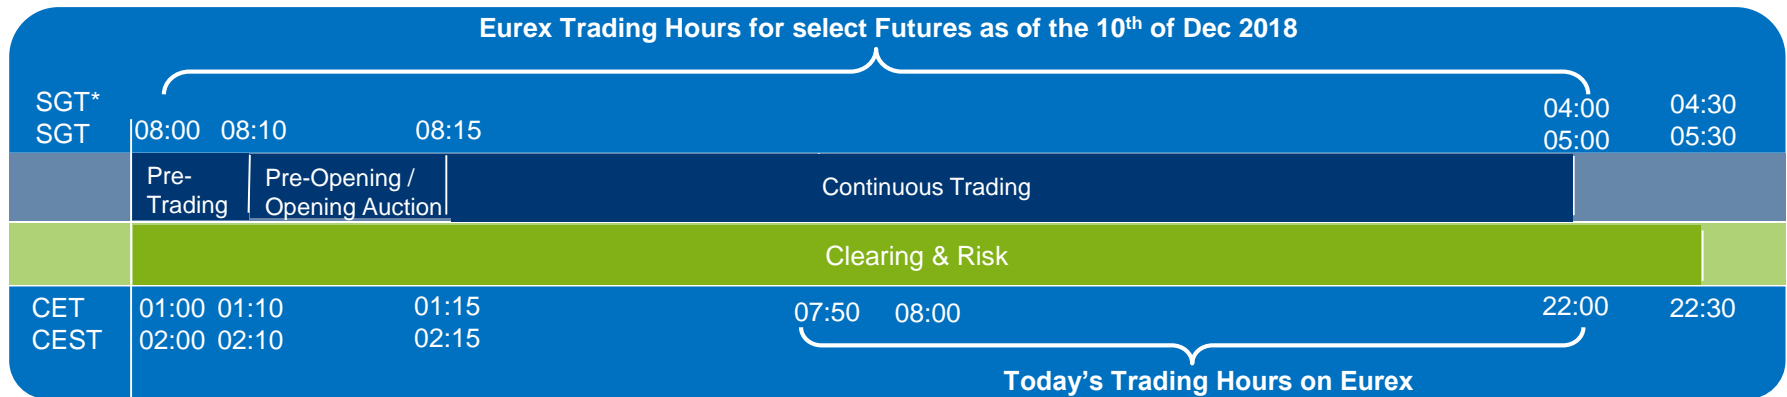 Eurex Trading Hours for select Futures as of the 10th of Dec 2018
SGT* 04:00 04:30
SGT 08:00 08:10 08:15 05:00 05:30
Pre- Trading
Pre-Opening / Opening Auction
Continuous Trading
Clearing & Risk
CET 01:00 01:10 01:15 07:50 08:00 22:00 22:30
CEST 02:00 02:10 02:15
Today's Trading Hours on Eurex